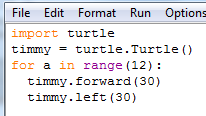 File Edit Format Run Options
import turtle
timmy = turtle.Turtle()
for a in range(12):
  timmy.forward(30)
  timmy.left(30)